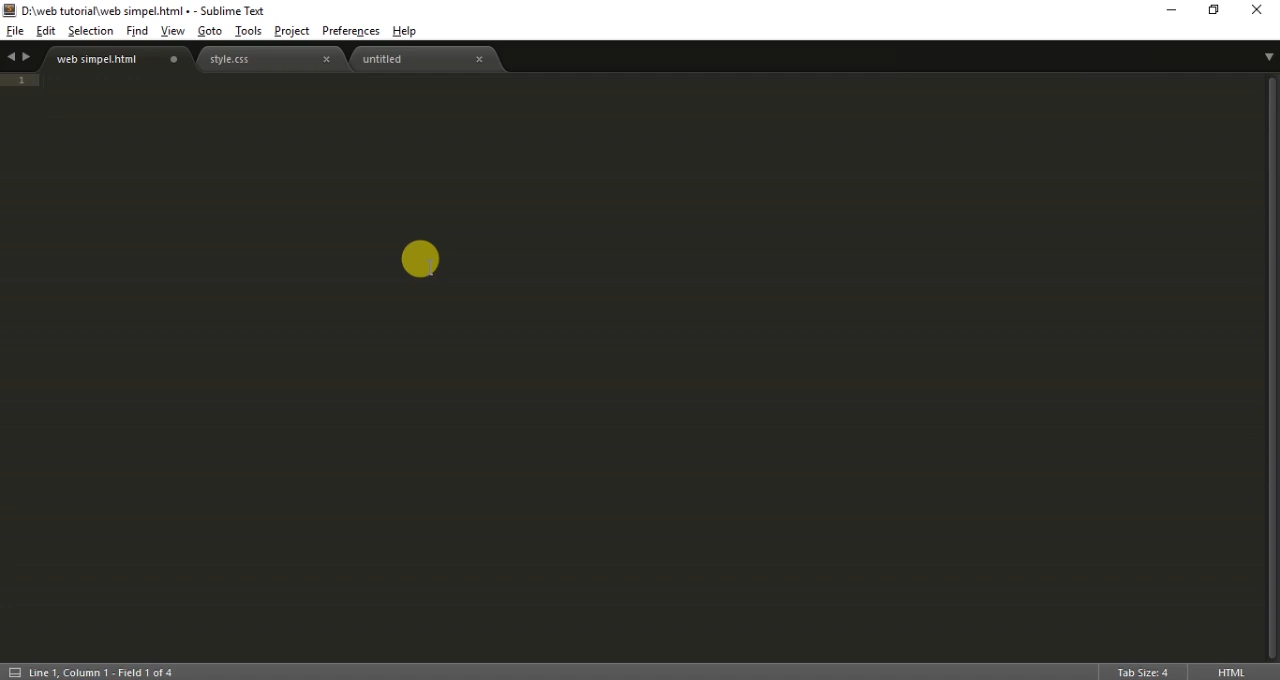 D:\web tutorial\web simpel.html • - Sublime Text
File Edit Selection Find View Goto Tools Project Preferences Help
web simpel.html style.css untitled
1
Line 1, Column 1 - Field 1 of 4 Tab Size: 4 HTML